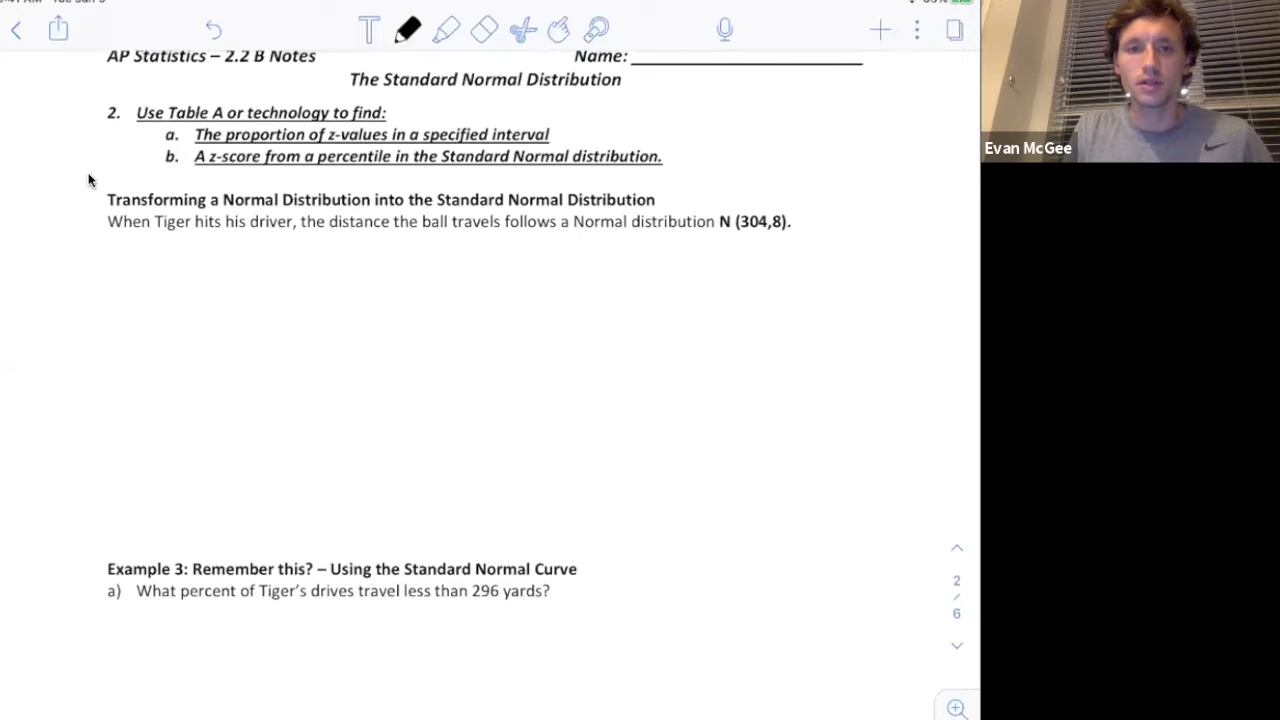 AP Statistics – 2.2 B Notes Name: ____________________
The Standard Normal Distribution
2. Use Table A or technology to find:
a. The proportion of z-values in a specified interval
b. A z-score from a percentile in the Standard Normal distribution.
Evan McGee
Transforming a Normal Distribution into the Standard Normal Distribution
When Tiger hits his driver, the distance the ball travels follows a Normal distribution N (304,8).
Example 3: Remember this? – Using the Standard Normal Curve
a) What percent of Tiger's drives travel less than 296 yards?
2
/
6